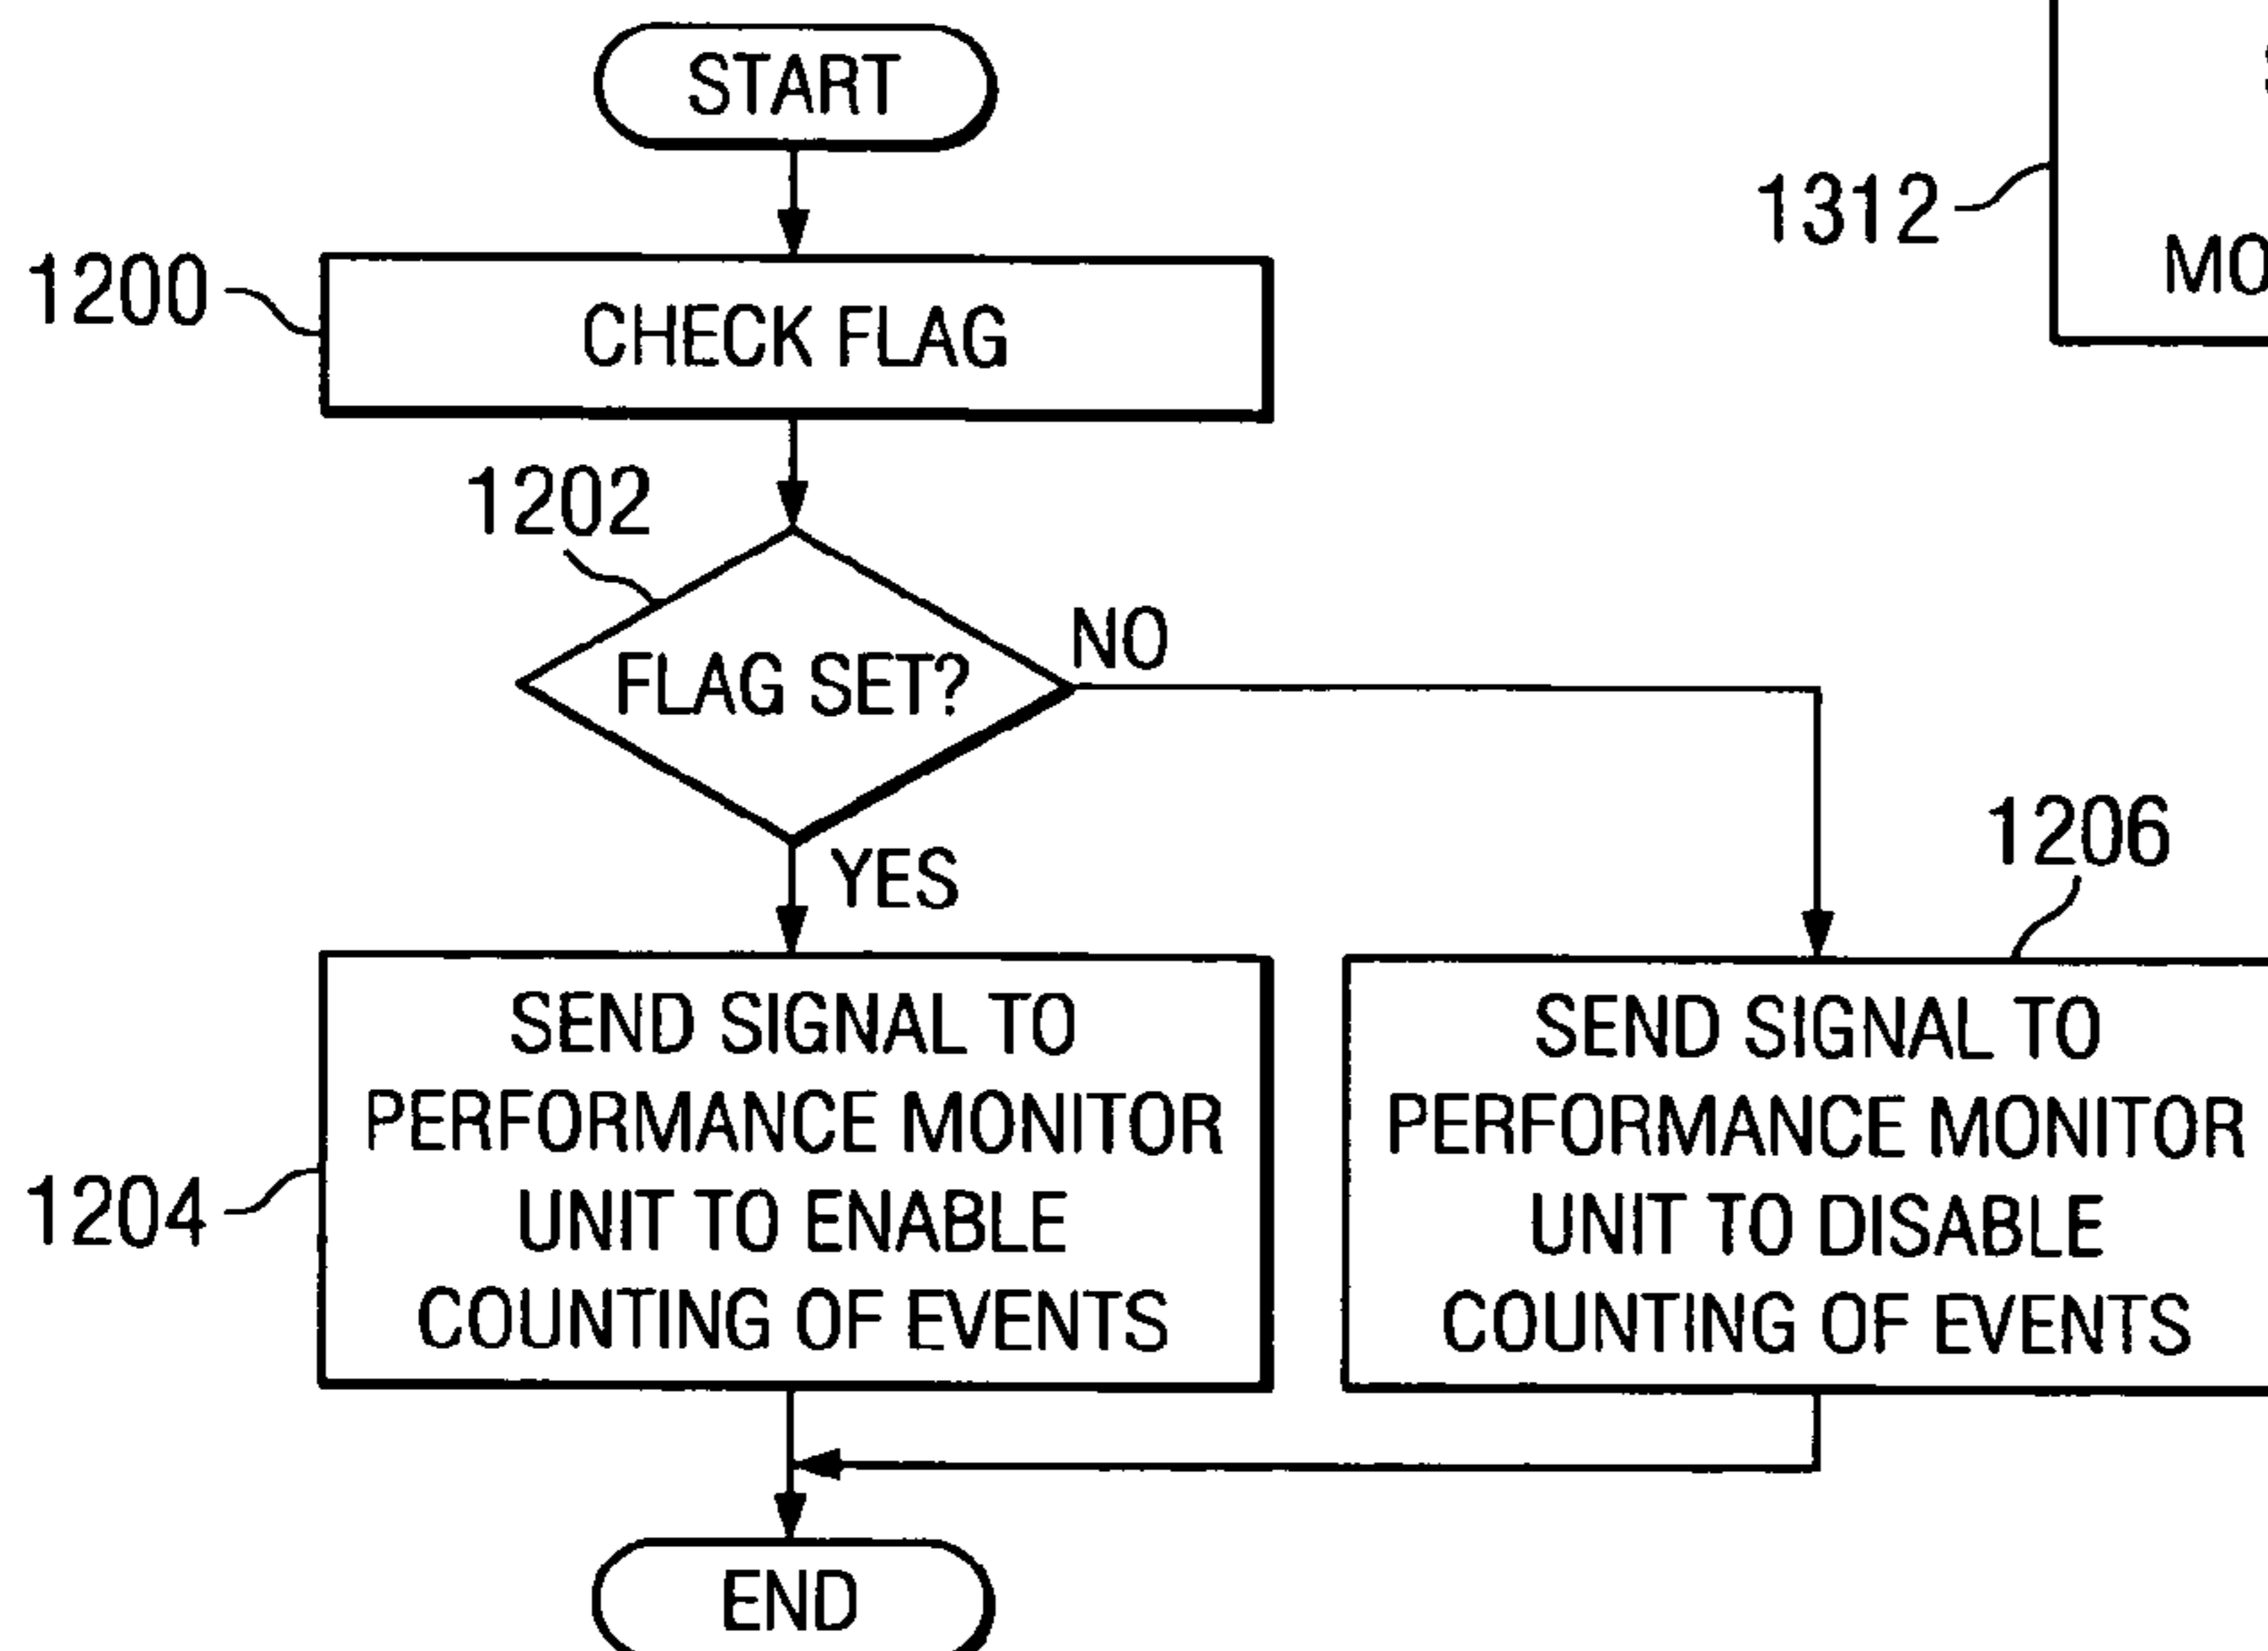 START
1200
CHECK FLAG
1312
1202
FLAG SET?
NO
YES
1206
1204
SEND SIGNAL TO
PERFORMANCE MONITOR
UNIT TO ENABLE
COUNTING OF EVENTS
SEND SIGNAL TO
PERFORMANCE MONITOR
UNIT TO DISABLE
COUNTING OF EVENTS
END